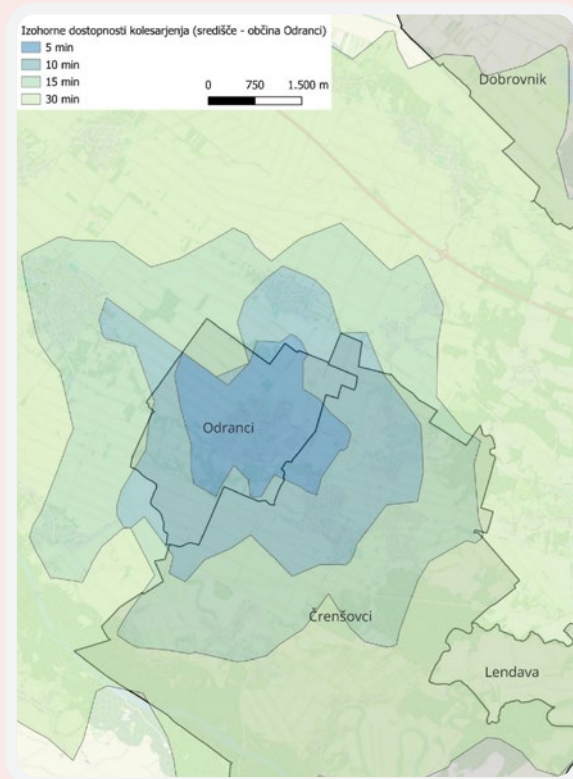 Izohorne dostopnosti kolesarjenja (središče - občina Odranci)
5 min
10 min
15 min
30 min
0 750 1.500 m
Dobrovnik
Odranci
Črenšovci
Lendava